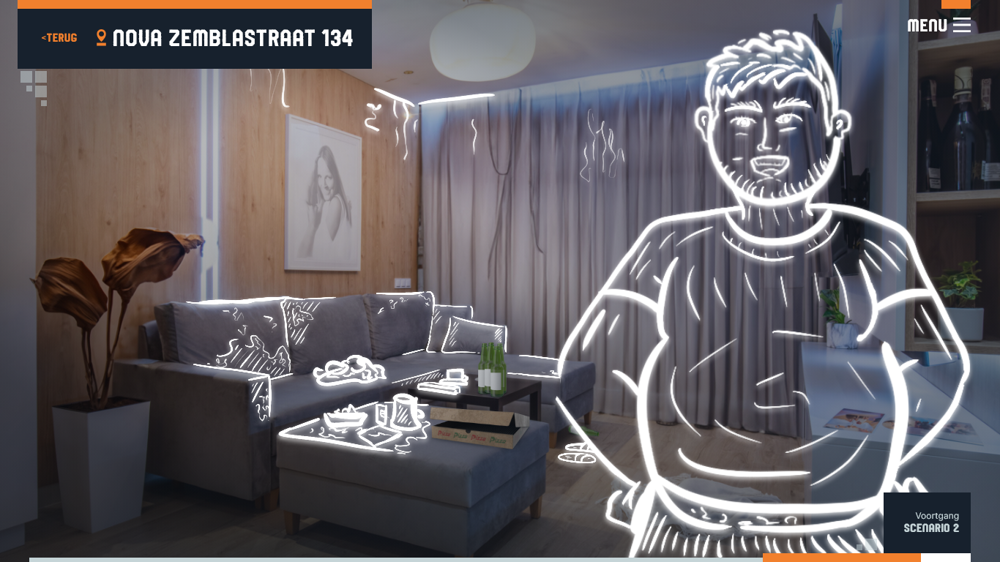 <TERUG
NOVA ZEMBLASTRAAT 134
MENU
Pizza Pizza Pizza Pizza
Voortgang
SCENARIO 2